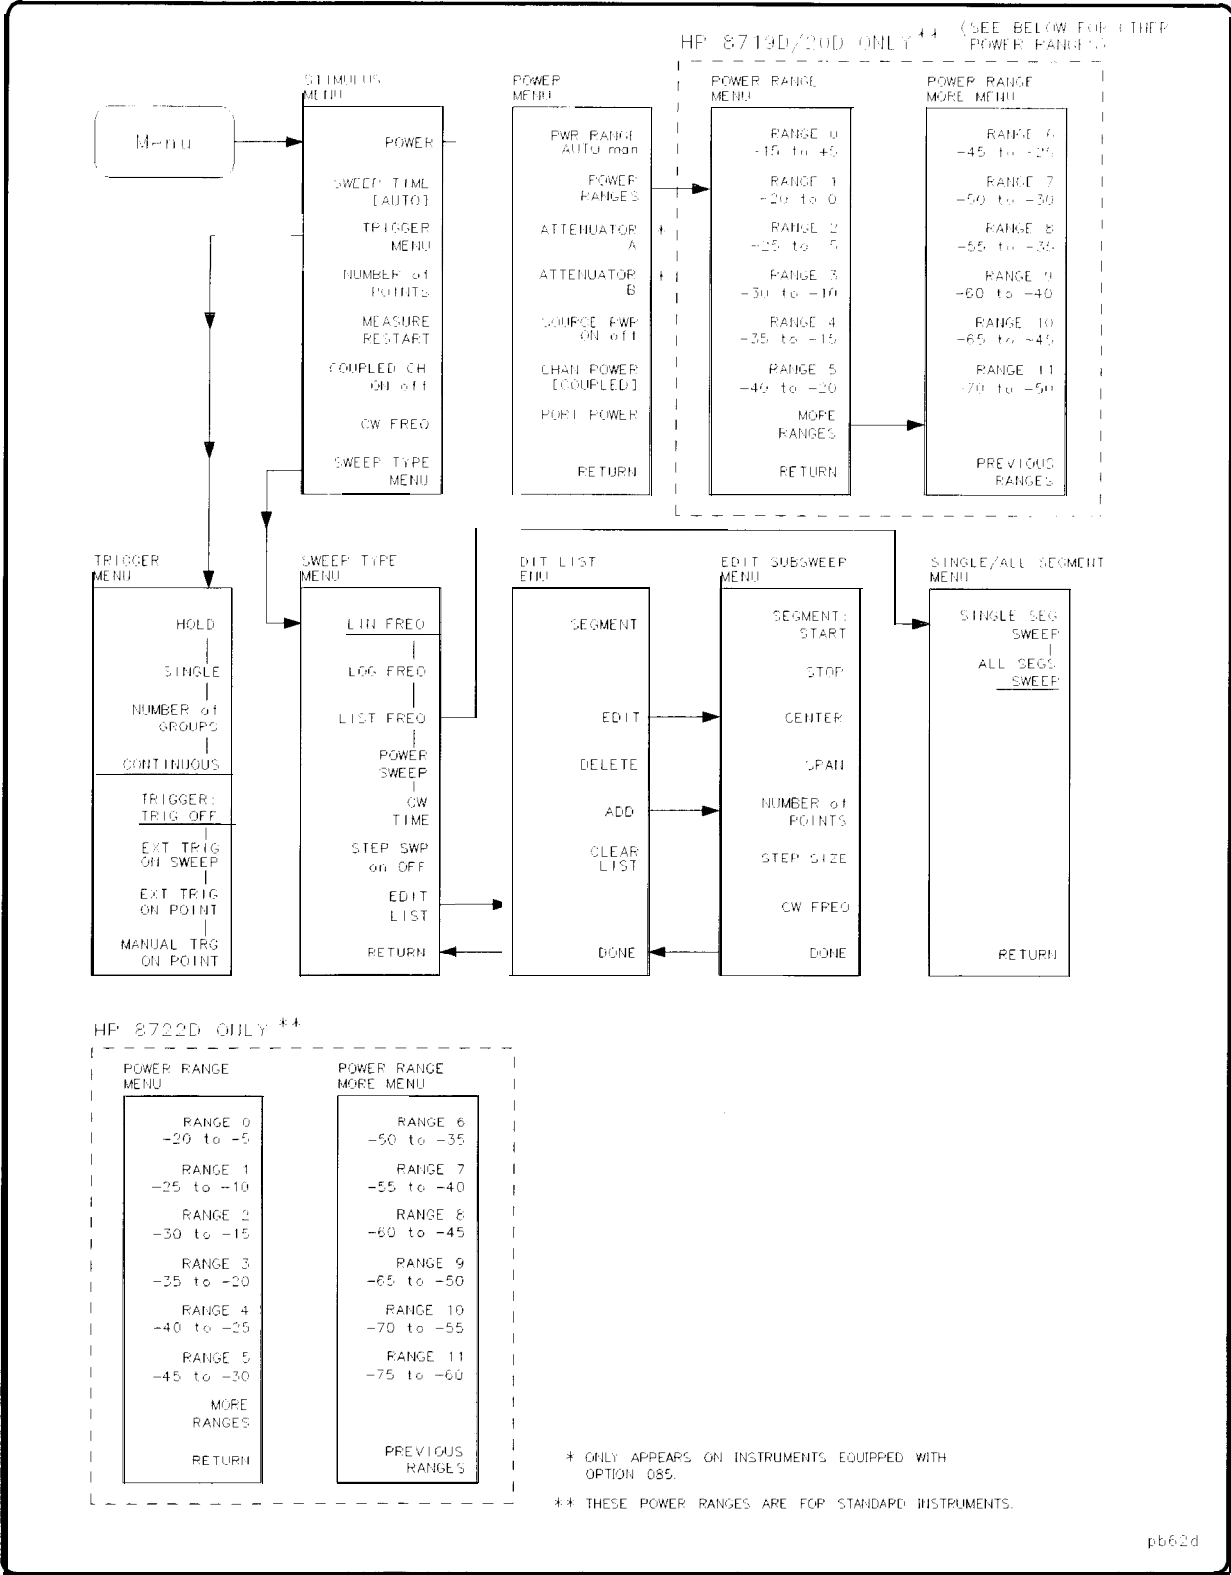 HP 8719D/20D ONLY**
(SEE BELOW FOR OTHER
POWER RANGES)
Menu
STIMULUS
MENU
POWER
SWEEP TIME
[AUTO]
TRIGGER
MENU
NUMBER of
POINTS
MEASURE
RESTART
COUPLED CH
ON off
CW FREQ
SWEEP TYPE
MENU
POWER
MENU
PWR RANGE
AUTO man
POWER
RANGES
ATTENUATOR *
A
ATTENUATOR *
B
SOURCE PWR
ON off
CHAN POWER
[COUPLED]
PORT POWER
RETURN
POWER RANGE
MENU
RANGE 0
-15 to +5
RANGE 1
-20 to 0
RANGE 2
-25 to 5
RANGE 3
-30 to -10
RANGE 4
-35 to -15
RANGE 5
-40 to -20
MORE
RANGES
RETURN
POWER RANGE
MORE MENU
RANGE 6
-45 to -25
RANGE 7
-50 to -30
RANGE 8
-55 to -35
RANGE 9
-60 to -40
RANGE 10
-65 to -45
RANGE 11
-70 to -50
PREVIOUS
RANGES
TRIGGER
MENU
HOLD
SINGLE
NUMBER of
GROUPS
CONTINUOUS
TRIGGER:
TRIG OFF
EXT TRIG
ON SWEEP
EXT TRIG
ON POINT
MANUAL TRG
ON POINT
SWEEP TYPE
MENU
LIN FREQ
LOG FREQ
LIST FREQ
POWER
SWEEP
CW
TIME
STEP SWP
on OFF
EDIT
LIST
RETURN
DIT LIST
ENU
SEGMENT
EDIT
DELETE
ADD
CLEAR
LIST
DONE
EDIT SUBSWEEP
MENU
SEGMENT:
START
STOP
CENTER
SPAN
NUMBER of
POINTS
STEP SIZE
CW FREQ
DONE
SINGLE/ALL SEGMENT
MENU
SINGLE SEG
SWEEP
ALL SEGS
SWEEP
RETURN
HP 8722D ONLY **
POWER RANGE
MENU
RANGE 0
-20 to -5
RANGE 1
-25 to -10
RANGE 2
-30 to -15
RANGE 3
-35 to -20
RANGE 4
-40 to -25
RANGE 5
-45 to -30
MORE
RANGES
RETURN
POWER RANGE
MORE MENU
RANGE 6
-50 to -35
RANGE 7
-55 to -40
RANGE 8
-60 to -45
RANGE 9
-65 to -50
RANGE 10
-70 to -55
RANGE 11
-75 to -60
PREVIOUS
RANGES
* ONLY APPEARS ON INSTRUMENTS EQUIPPED WITH
OPTION 085.
** THESE POWER RANGES ARE FOR STANDARD INSTRUMENTS.
pb62d